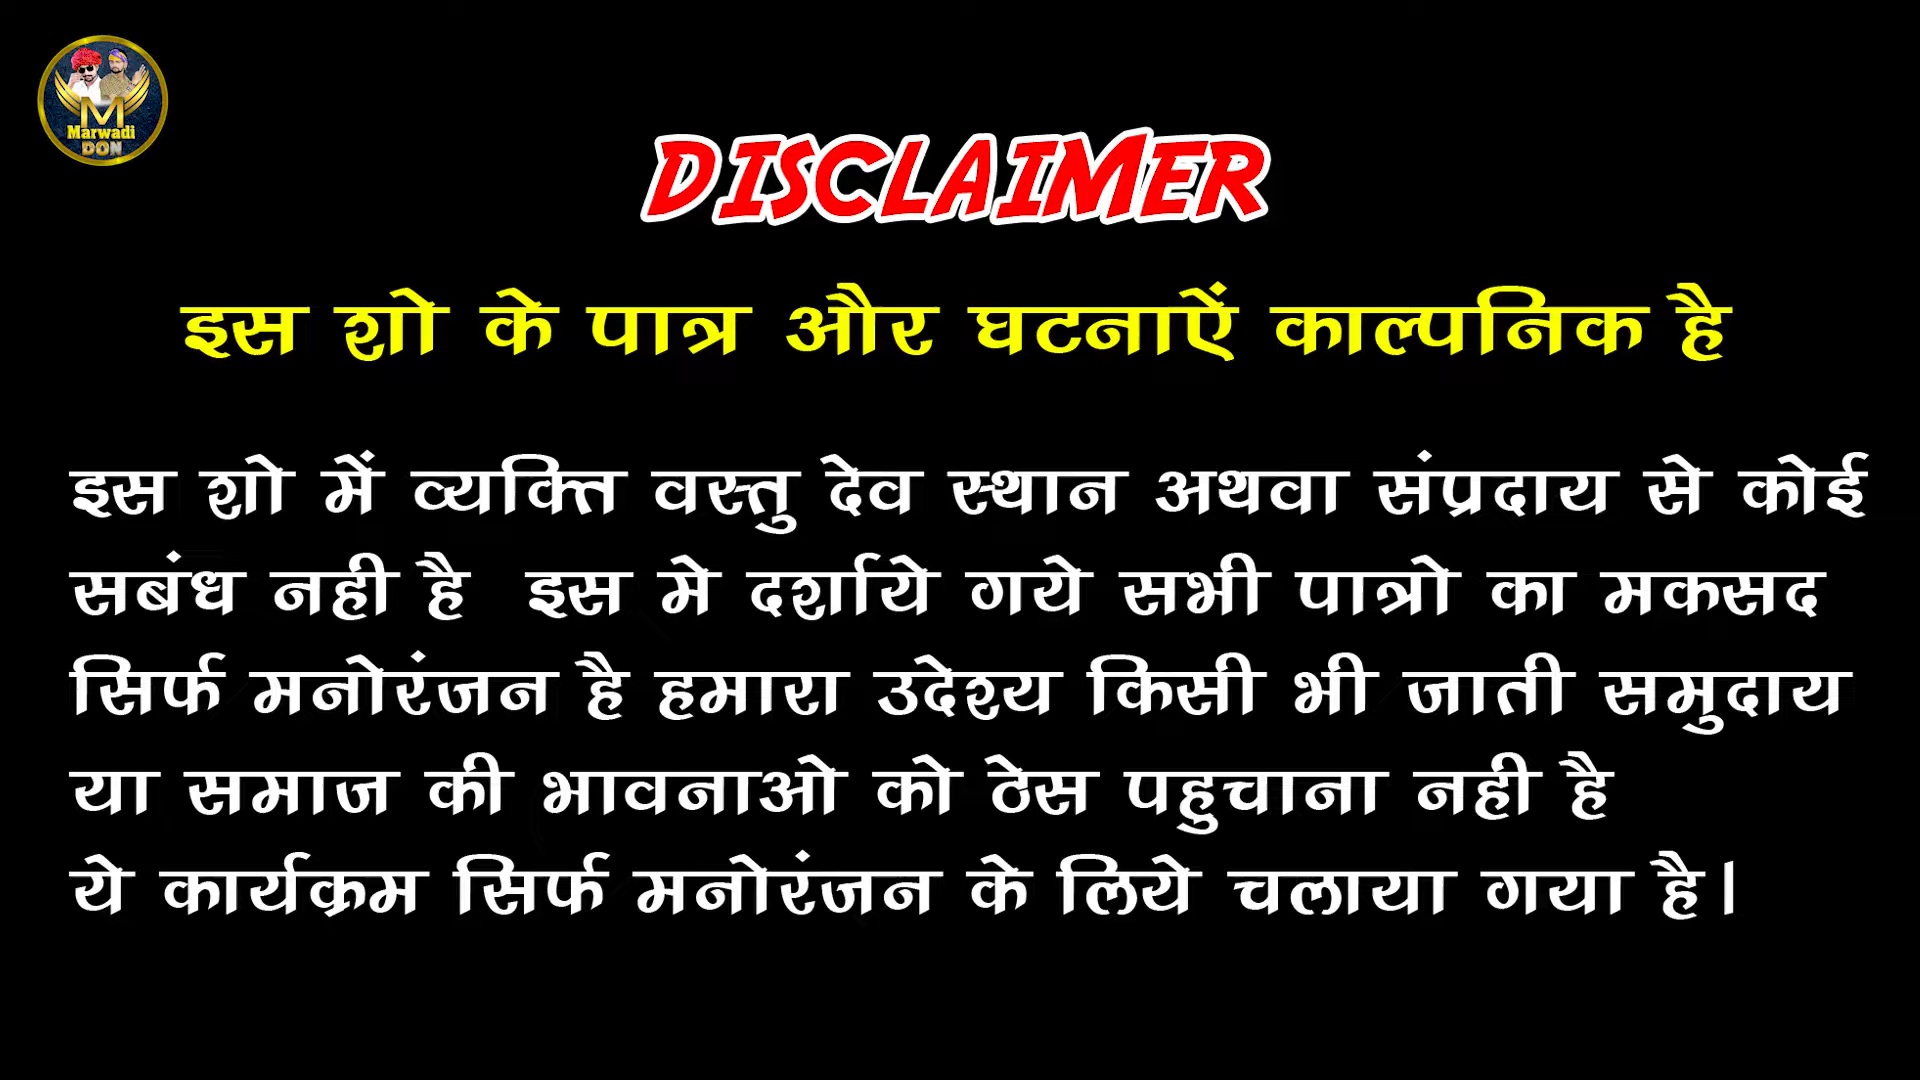 M
Marwadi
DON
DISCLAIMER
इस शो के पात्र और घटनाऐं काल्पनिक है
इस शो में व्यक्ति वस्तु देव स्थान अथवा संप्रदाय से कोई
सबंध नही है इस मे दर्शाये गये सभी पात्रो का मकसद
सिर्फ मनोरंजन है हमारा उदेश्य किसी भी जाती समुदाय
या समाज की भावनाओ को ठेस पहुचाना नही है
ये कार्यक्रम सिर्फ मनोरंजन के लिये चलाया गया है।